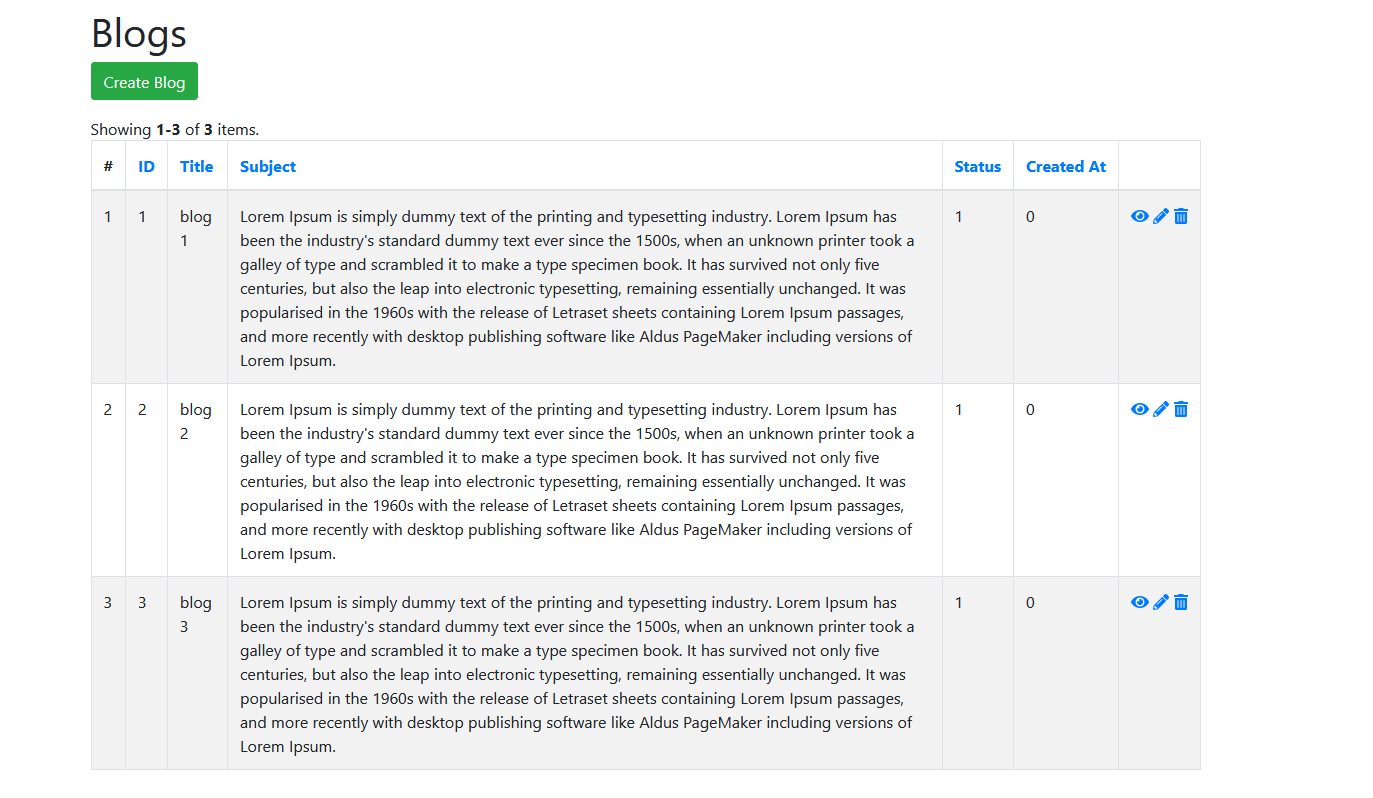 Blogs
Create Blog
Showing 1-3 of 3 items.
# ID Title Subject Status Created At
1 1 blog Lorem Ipsum is simply dummy text of the printing and typesetting industry. Lorem Ipsum has 1 0
1 been the industry's standard dummy text ever since the 1500s, when an unknown printer took a
galley of type and scrambled it to make a type specimen book. It has survived not only five
centuries, but also the leap into electronic typesetting, remaining essentially unchanged. It was
popularised in the 1960s with the release of Letraset sheets containing Lorem Ipsum passages,
and more recently with desktop publishing software like Aldus PageMaker including versions of
Lorem Ipsum.
2 2 blog Lorem Ipsum is simply dummy text of the printing and typesetting industry. Lorem Ipsum has 1 0
2 been the industry's standard dummy text ever since the 1500s, when an unknown printer took a
galley of type and scrambled it to make a type specimen book. It has survived not only five
centuries, but also the leap into electronic typesetting, remaining essentially unchanged. It was
popularised in the 1960s with the release of Letraset sheets containing Lorem Ipsum passages,
and more recently with desktop publishing software like Aldus PageMaker including versions of
Lorem Ipsum.
3 3 blog Lorem Ipsum is simply dummy text of the printing and typesetting industry. Lorem Ipsum has 1 0
3 been the industry's standard dummy text ever since the 1500s, when an unknown printer took a
galley of type and scrambled it to make a type specimen book. It has survived not only five
centuries, but also the leap into electronic typesetting, remaining essentially unchanged. It was
popularised in the 1960s with the release of Letraset sheets containing Lorem Ipsum passages,
and more recently with desktop publishing software like Aldus PageMaker including versions of
Lorem Ipsum.